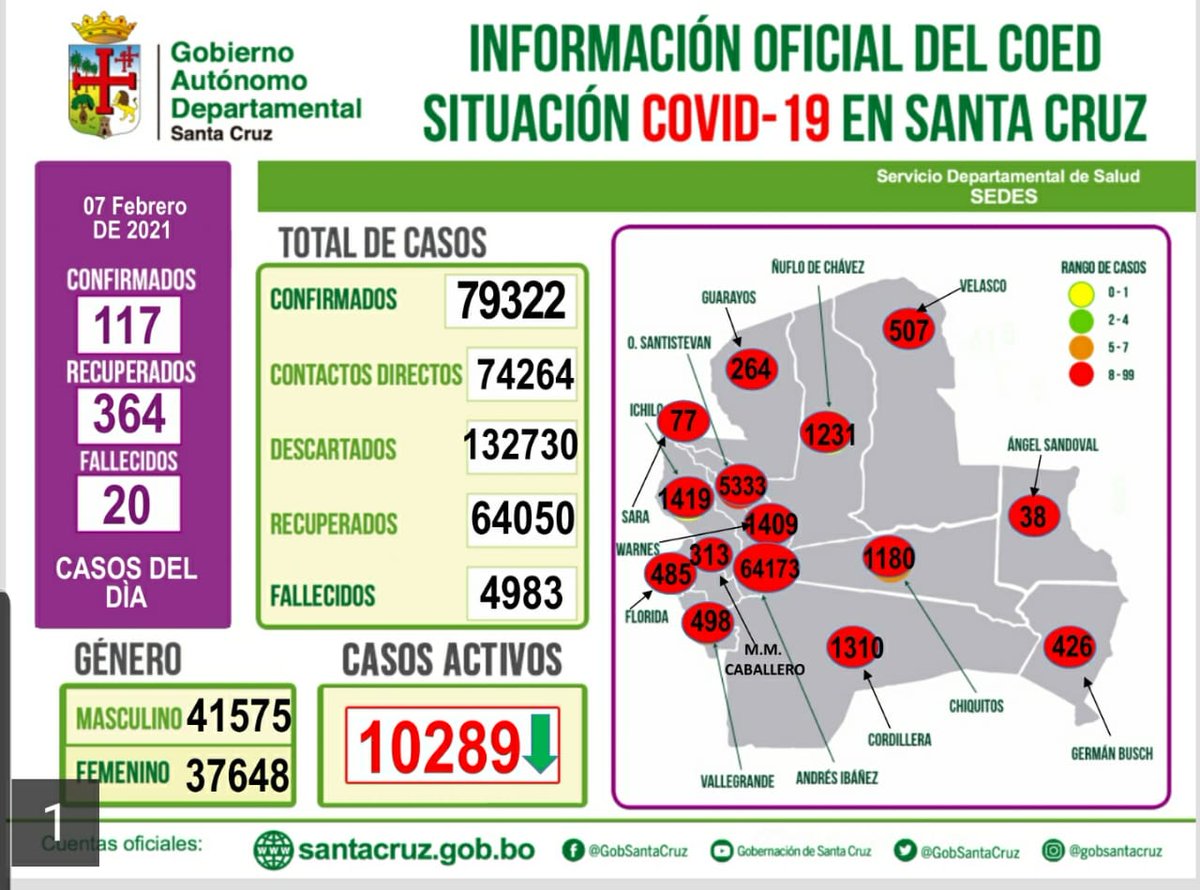 Gobierno
Autónomo
Departamental
Santa Cruz
INFORMACIÓN OFICIAL DEL COED
SITUACIÓN COVID-19 EN SANTA CRUZ
Servicio Departamental de Salud
SEDES
07 Febrero
DE 2021
CONFIRMADOS
117
RECUPERADOS
364
FALLECIDOS
20
CASOS DEL
DÌA
TOTAL DE CASOS
CONFIRMADOS 79322
CONTACTOS DIRECTOS 74264
DESCARTADOS 132730
RECUPERADOS 64050
FALLECIDOS 4983
GÉNERO
MASCULINO 41575
FEMENINO 37648
CASOS ACTIVOS
10289
RANGO DE CASOS
0 - 1
2 - 4
5 - 7
8 - 99
ÑUFLO DE CHÁVEZ
VELASCO
GUARAYOS
507
O. SANTISTEVAN
264
ICHILO
77
1231
ÁNGEL SANDOVAL
5333
1419
SARA
38
1409
WARNES
313
1180
485
64173
FLORIDA
498
M.M.
CABALLERO
1310
426
CHIQUITOS
CORDILLERA
GERMÁN BUSCH
VALLEGRANDE
ANDRÉS IBÁÑEZ
1
Cuentas oficiales:
santacruz.gob.bo
@GobSantaCruz
Gobernación de Santa Cruz
@GobSantaCruz
@gobsantacruz